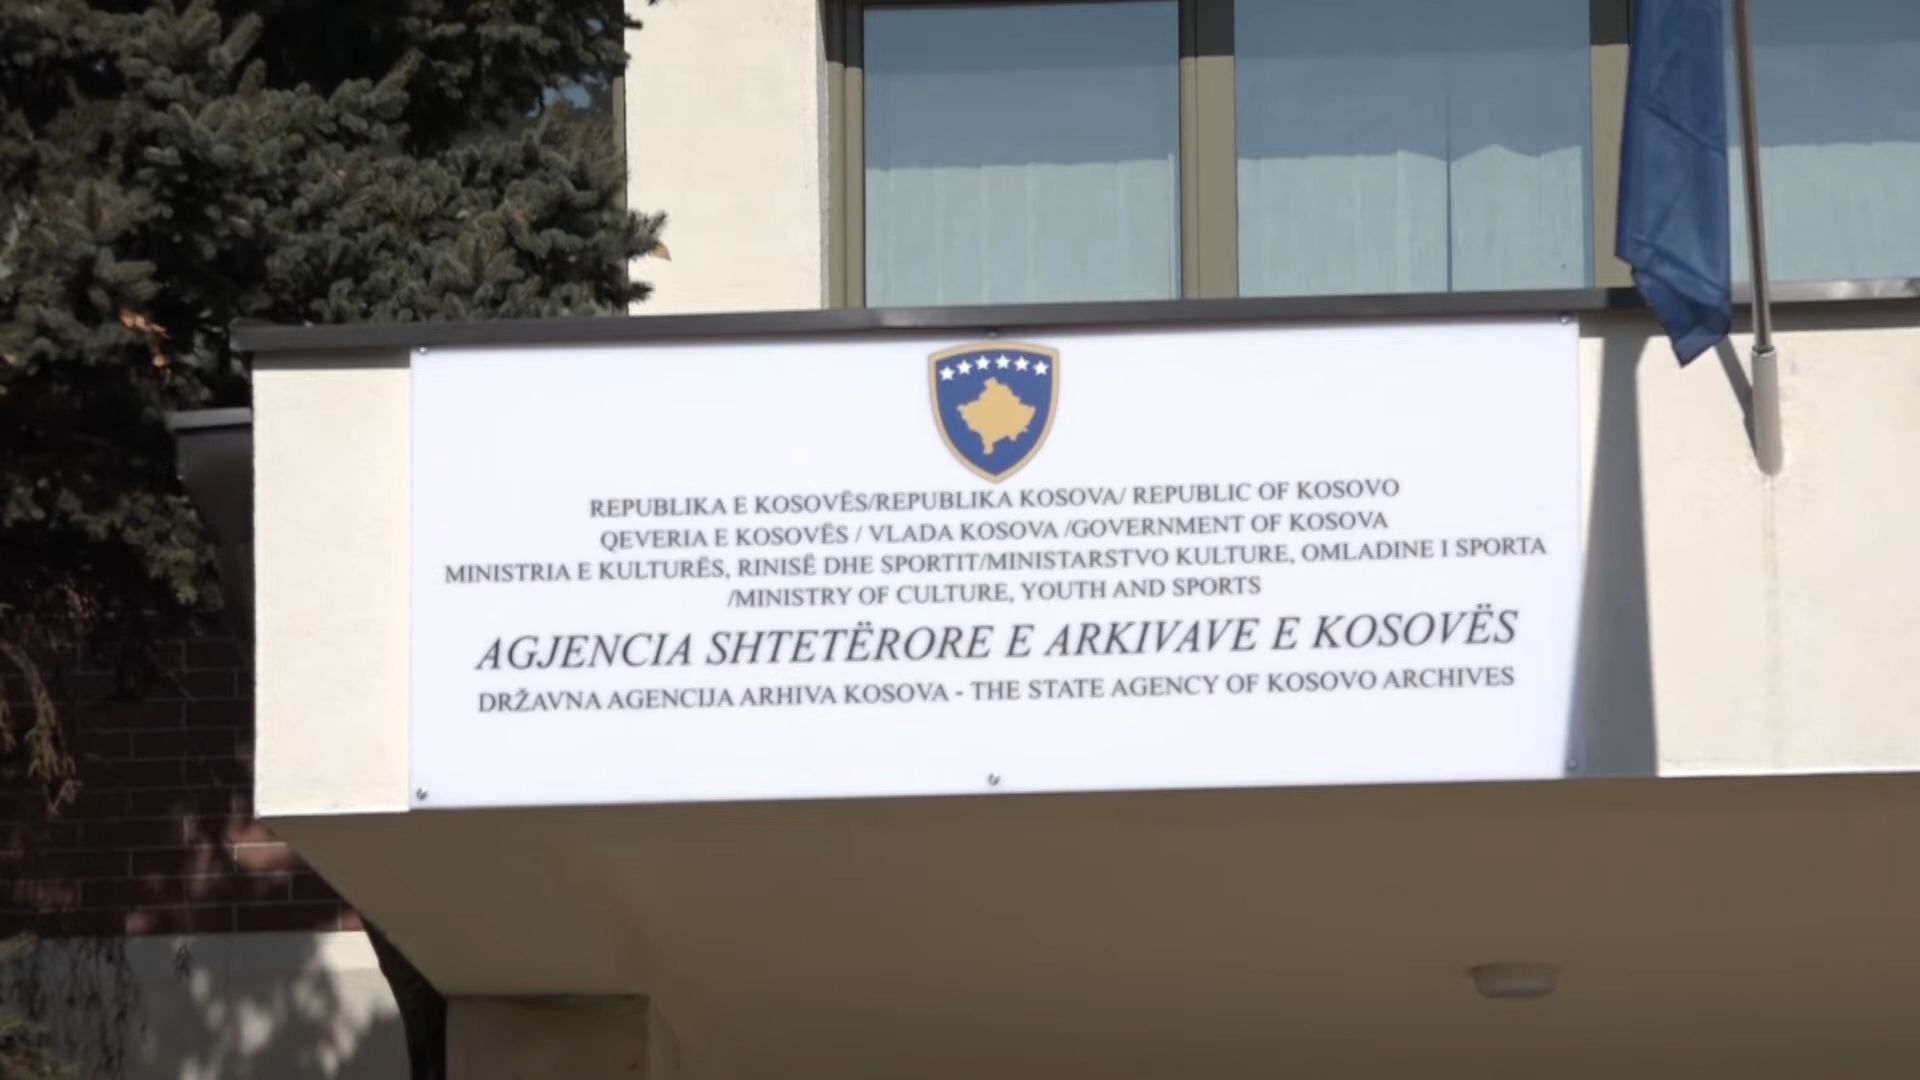 REPUBLIKA E KOSOVËS/REPUBLIKA KOSOVA/ REPUBLIC OF KOSOVO
QEVERIA E KOSOVËS / VLADA KOSOVA /GOVERNMENT OF KOSOVA
MINISTRIA E KULTURËS, RINISË DHE SPORTIT/MINISTARSTVO KULTURE, OMLADINE I SPORTA
/MINISTRY OF CULTURE, YOUTH AND SPORTS
AGJENCIA SHTETËRORE E ARKIVAVE E KOSOVËS
DRŽAVNA AGENCIJA ARHIVA KOSOVA - THE STATE AGENCY OF KOSOVO ARCHIVES